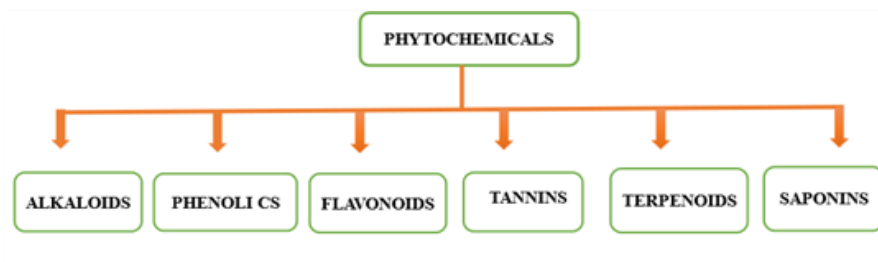 PHYTOCHEMICALS
ALKALOIDS
PHENOLI CS
FLAVONOIDS
TANNINS
TERPENOIDS
SAPONINS